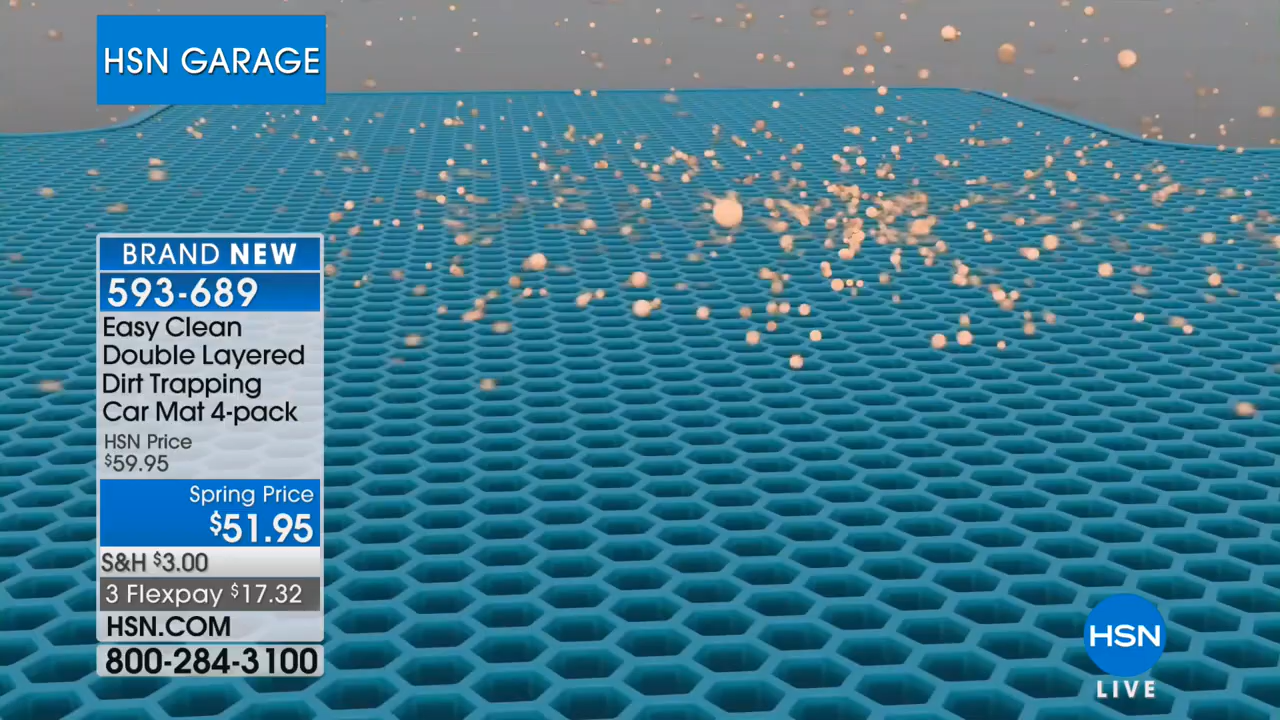 HSN GARAGE
BRAND NEW
593-689
Easy Clean
Double Layered
Dirt Trapping
Car Mat 4-pack
HSN Price
$59.95
Spring Price
$51.95
S&H $3.00
3 Flexpay $17.32
HSN.COM
800-284-3100
HSN
LIVE